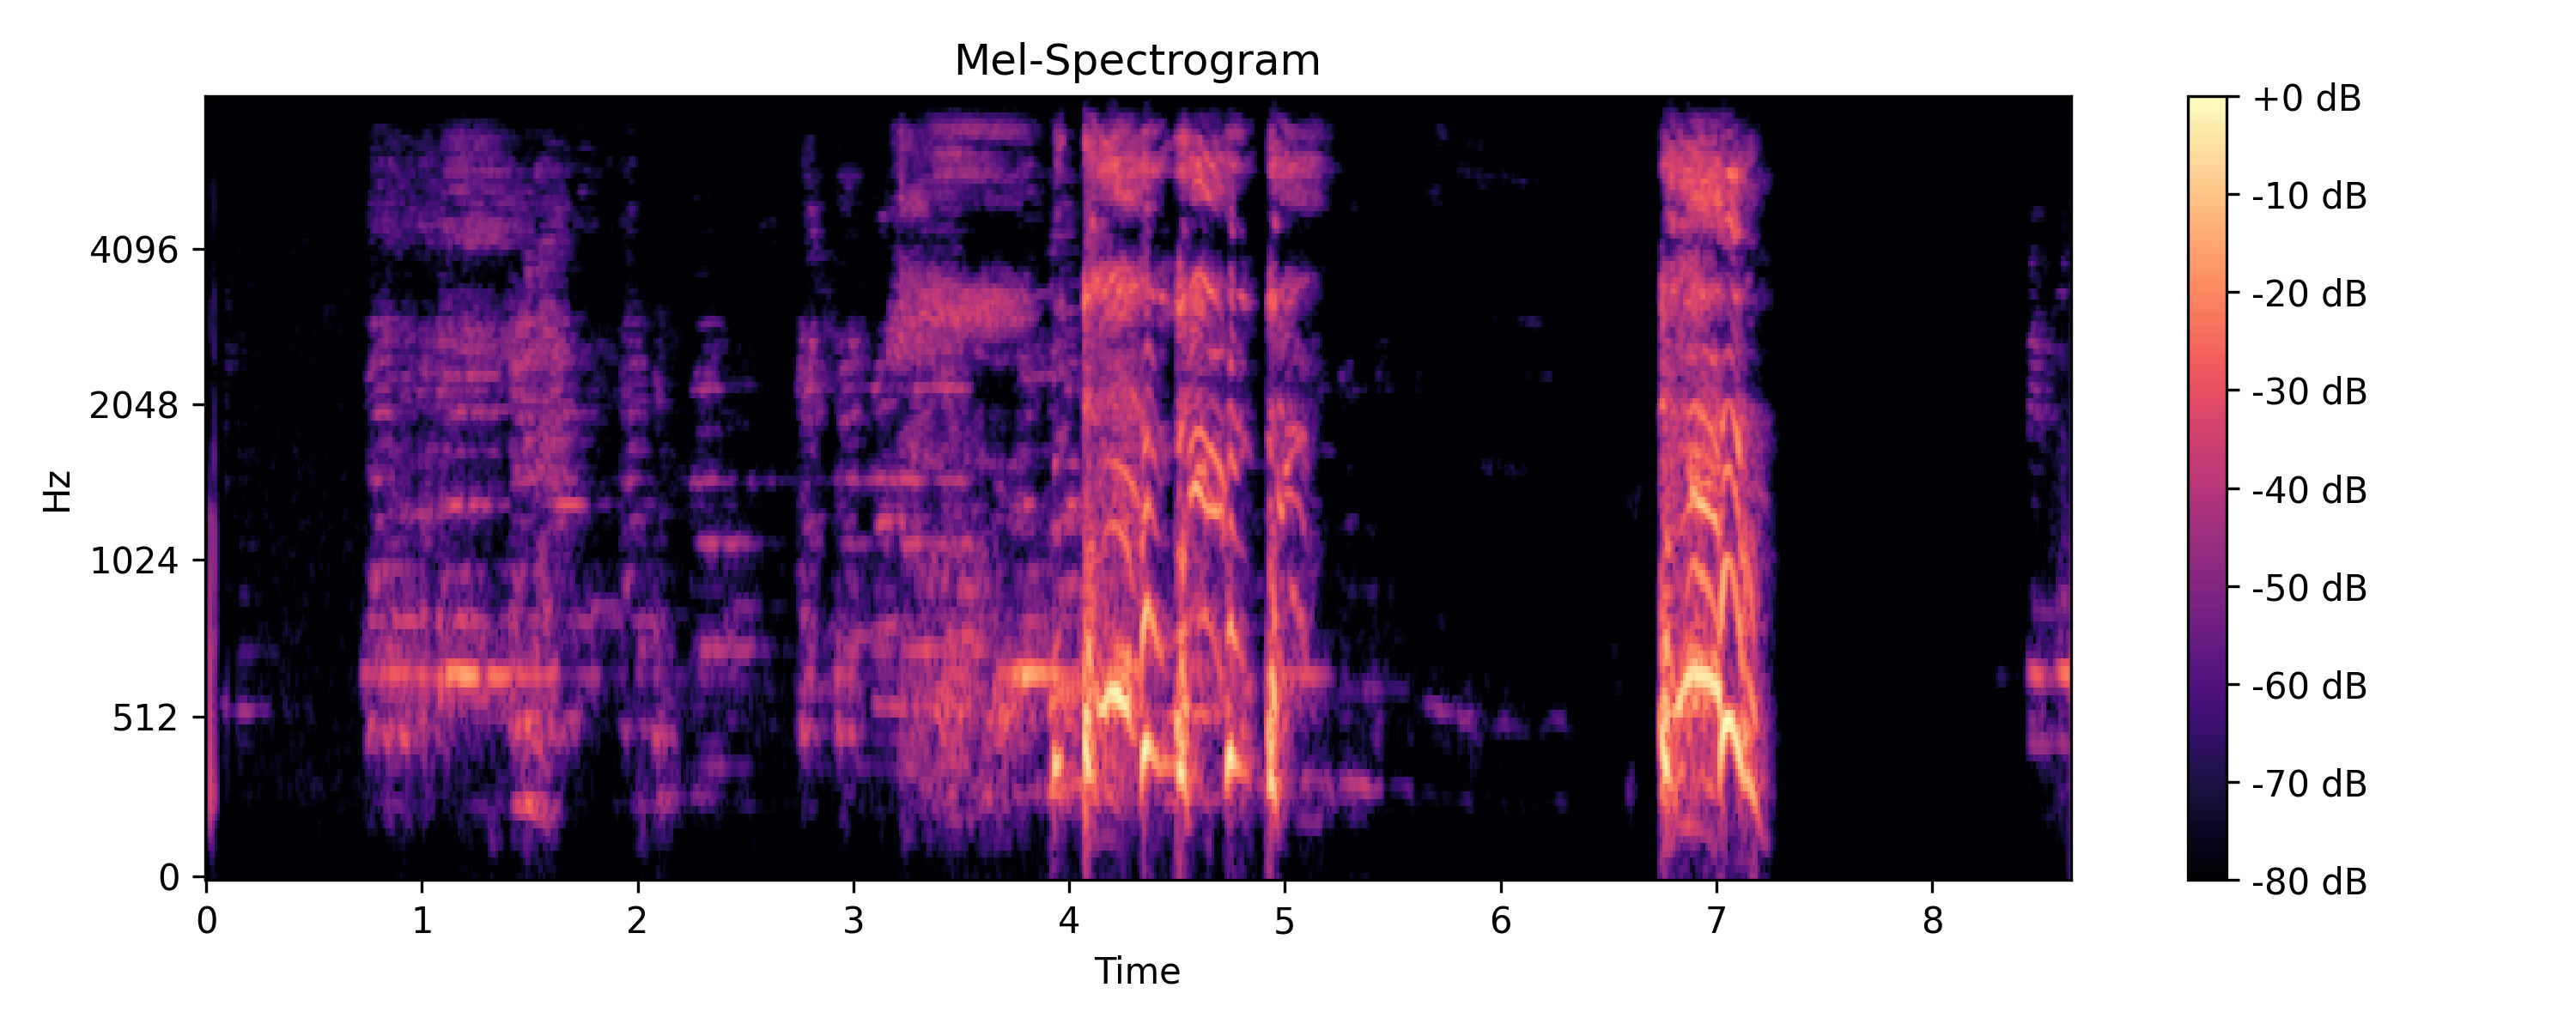 Mel-Spectrogram
+0 dB
-10 dB
-20 dB
-30 dB
-40 dB
-50 dB
-60 dB
-70 dB
-80 dB
Hz
4096
2048
1024
512
0
0 1 2 3 4 5 6 7 8
Time